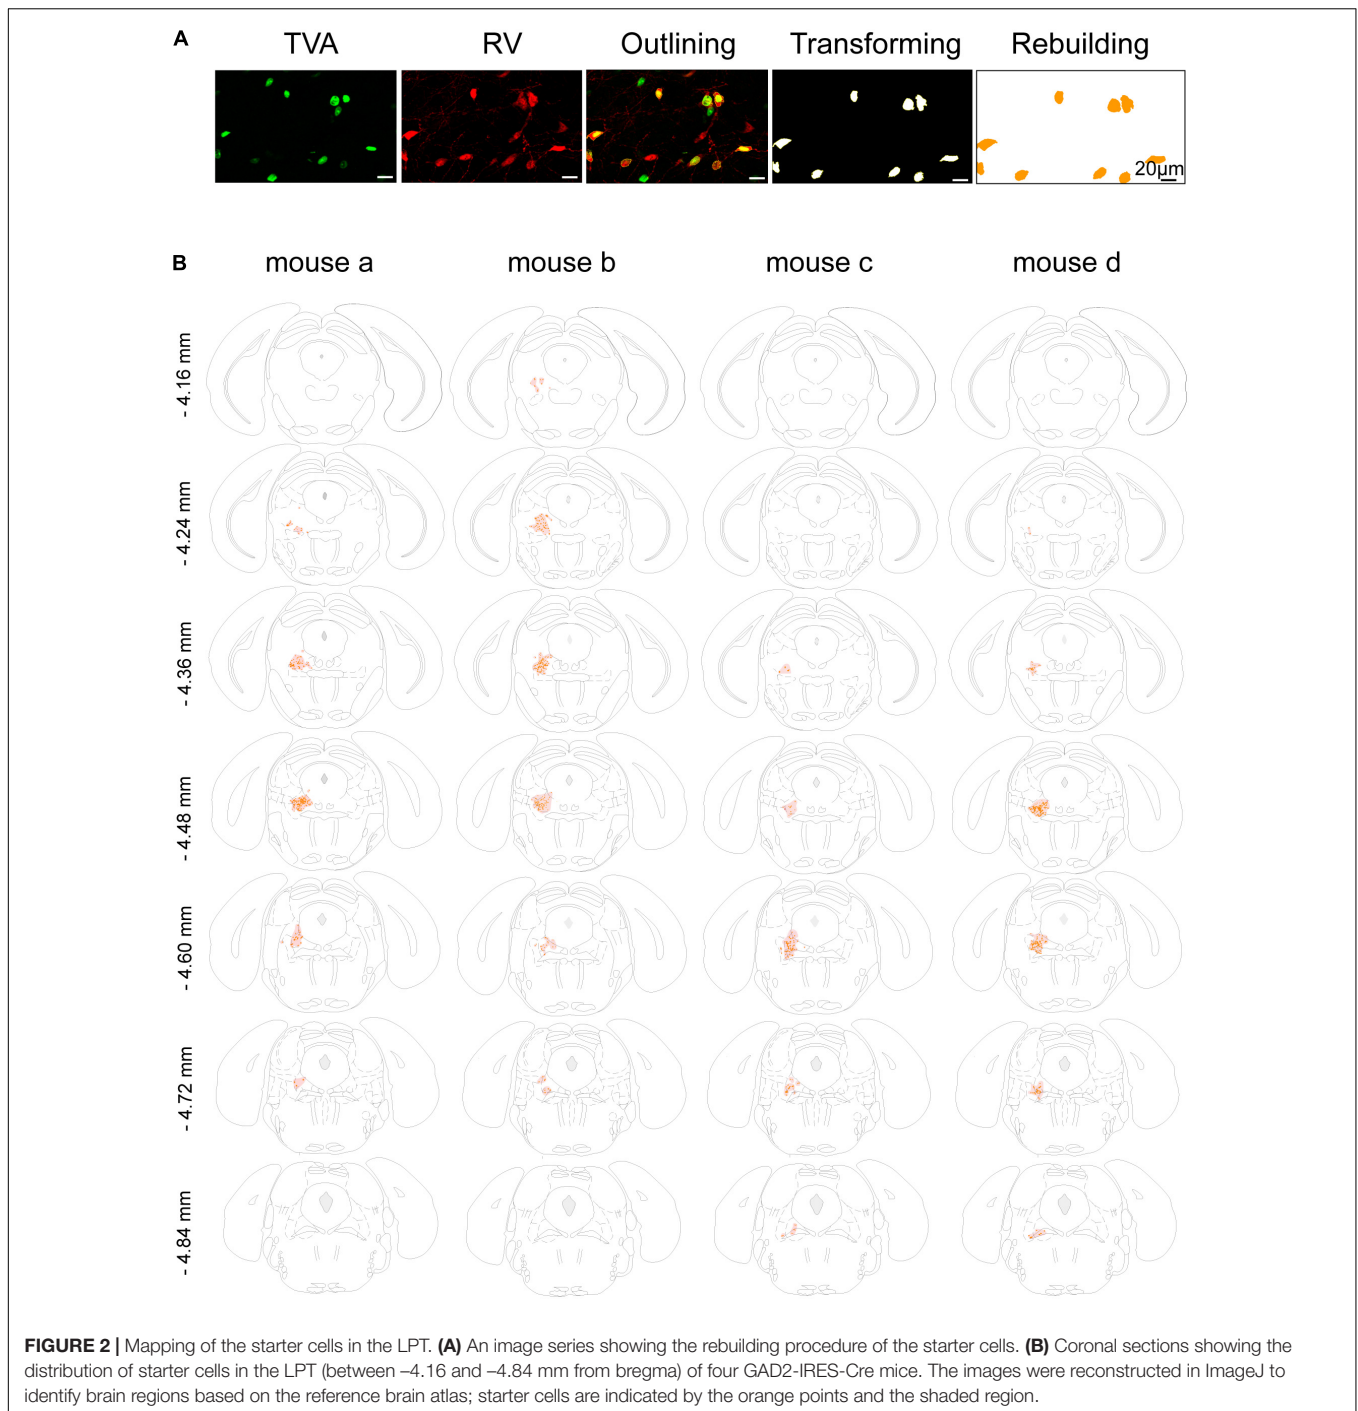 A
TVA RV Outlining Transforming Rebuilding
20µm
B
mouse a mouse b mouse c mouse d
- 4.16 mm
- 4.24 mm
- 4.36 mm
- 4.48 mm
- 4.60 mm
- 4.72 mm
- 4.84 mm
FIGURE 2 | Mapping of the starter cells in the LPT. (A) An image series showing the rebuilding procedure of the starter cells. (B) Coronal sections showing the
distribution of starter cells in the LPT (between –4.16 and –4.84 mm from bregma) of four GAD2-IRES-Cre mice. The images were reconstructed in ImageJ to
identify brain regions based on the reference brain atlas; starter cells are indicated by the orange points and the shaded region.